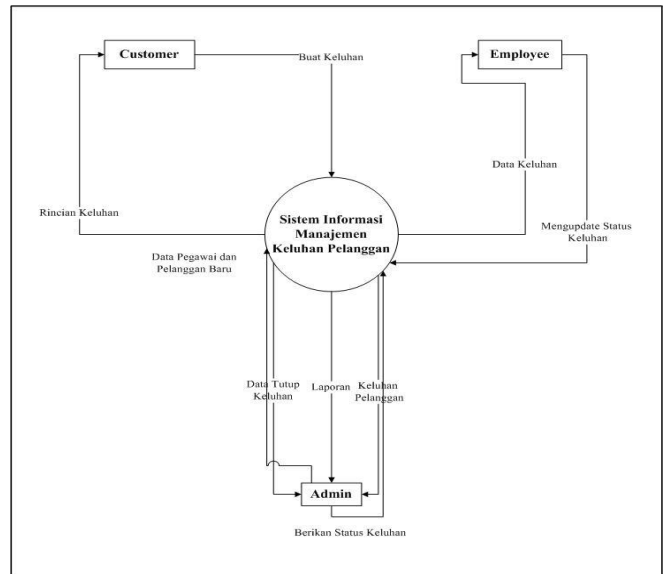 Customer
Buat Keluhan
Employee
Data Keluhan
Rincian Keluhan
Sistem Informasi
Manajemen
Keluhan Pelanggan
Mengupdate Status
Keluhan
Data Pegawai dan
Pelanggan Baru
Data Tutup
Keluhan
Laporan
Keluhan
Pelanggan
Admin
Berikan Status Keluhan